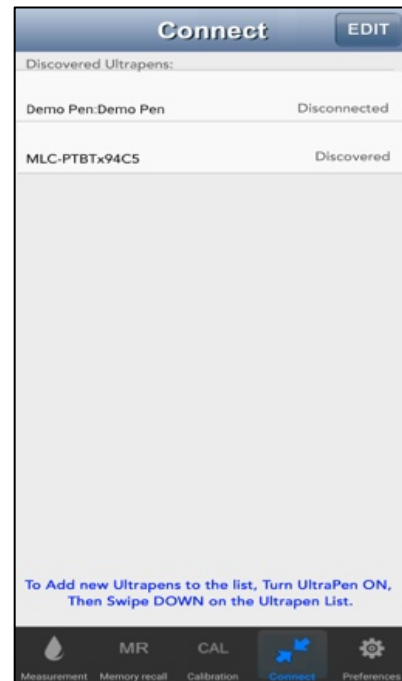 Connect
EDIT
Discovered Ultrapens:
Demo Pen:Demo Pen Disconnected
MLC-PTBTx94C5 Discovered
To Add new Ultrapens to the list, Turn UltraPen ON,
Then Swipe DOWN on the Ultrapen List.
MR CAL
Measurement Memory recall Calibration Connect Preferences